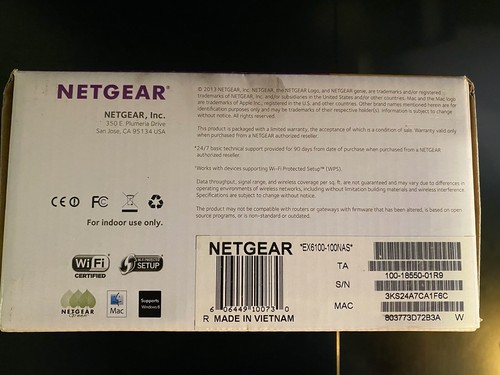 NETGEAR®
NETGEAR, Inc.
350 E. Plumeria Drive
San Jose, CA 95134 USA
For indoor use only.
WiFi
CERTIFIED
SETUP
NETGEAR
Mac
Supports
© 2013 NETGEAR, Inc. NETGEAR, the NETGEAR Logo, and NETGEAR genie, are trademarks and/or registered
trademarks of NETGEAR, Inc. and/or subsidiaries in the United States and/or other countries. Mac and the Mac logo
are trademarks of Apple Inc., registered in the U.S. and other countries. Other brand names mentioned herein are for
identification purposes only and may be trademarks of their respective holder(s). Information is subject to change
without notice. All rights reserved.
This product is packaged with a limited warranty, the acceptance of which is a condition of sale. Warranty valid only
when purchased from a NETGEAR authorized reseller.
*24/7 basic technical support provided for 90 days from date of purchase when purchased from a NETGEAR
authorized reseller.
Works with devices supporting Wi-Fi Protected Setup™ (WPS).
Data throughput, signal range, and wireless coverage per sq. ft. are not guaranteed and may vary due to differences in
operating environments of wireless networks, including without limitation building materials and wireless interference.
Specifications are subject to change without notice.
The product may not be compatible with routers or gateways with firmware that has been altered, is based on open
source programs, or is non-standard or outdated.
NETGEAR *EX6100-100NAS*
6 06449 10073 0
R MADE IN VIETNAM
TA
100-18550-01R9
S/N
3KS24A7CA1F6C
MAC
803773D72B3A W